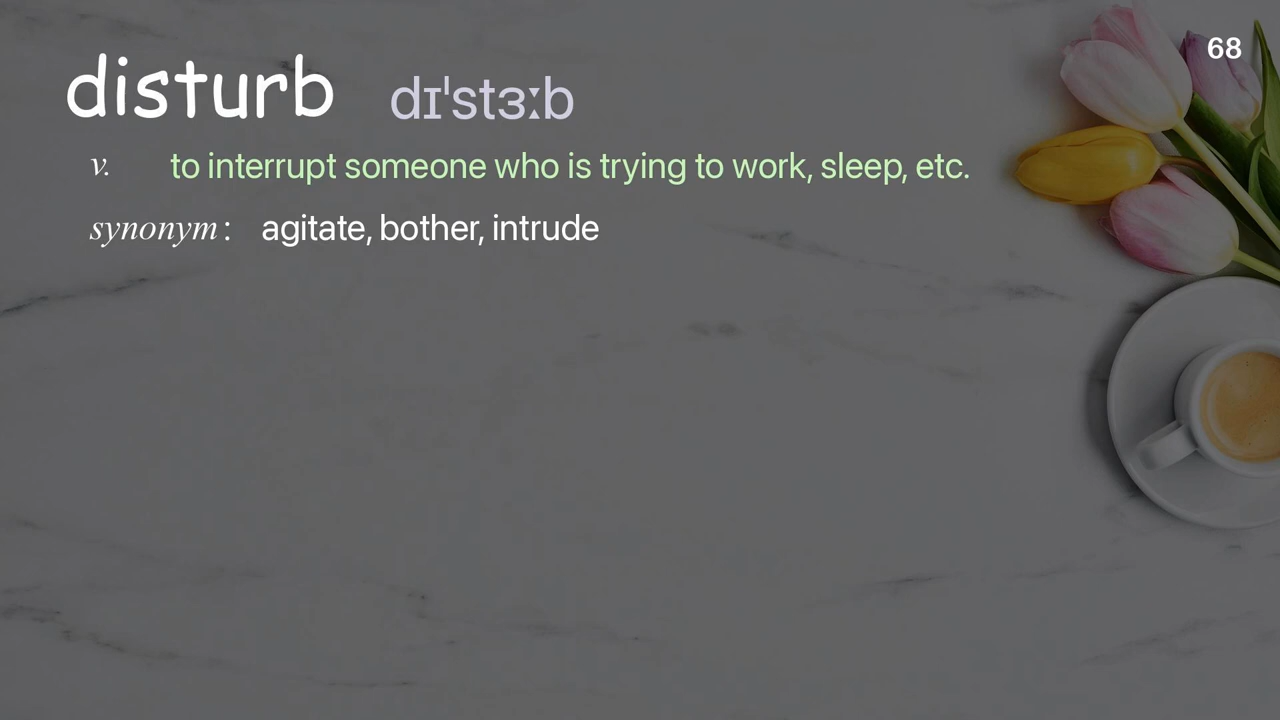 68
disturb dɪˈstɜːb
v. to interrupt someone who is trying to work, sleep, etc.
synonym : agitate, bother, intrude